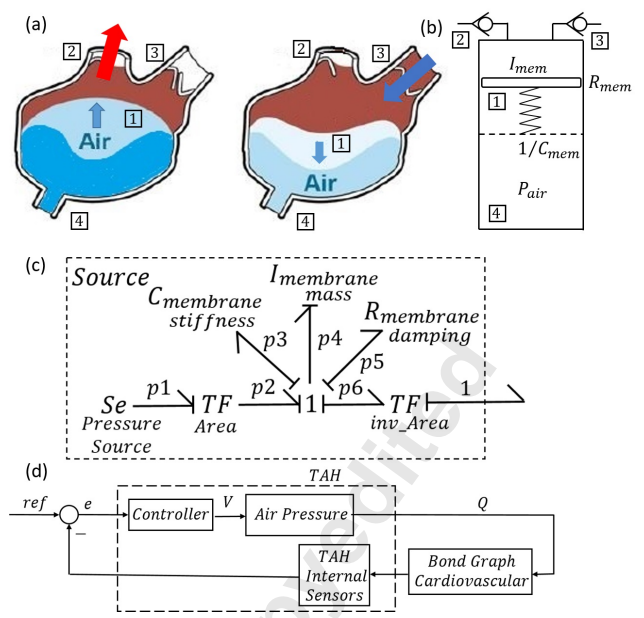 (a)
2
3
1
Air
4
2
3
1
Air
4
(b)
2
3
I_mem
R_mem
1
1/C_mem
P_air
4
(c)
Source
I_membrane
mass
C_membrane
stiffness
R_membrane
damping
p3
p4
p5
p1
p2
p6
1
Se
TF
1
TF
Pressure
Source
Area
inv_Area
(d)
TAH
ref
e
V
Q
Controller
Air Pressure
−
TAH
Internal
Sensors
Bond Graph
Cardiovascular
pyedited